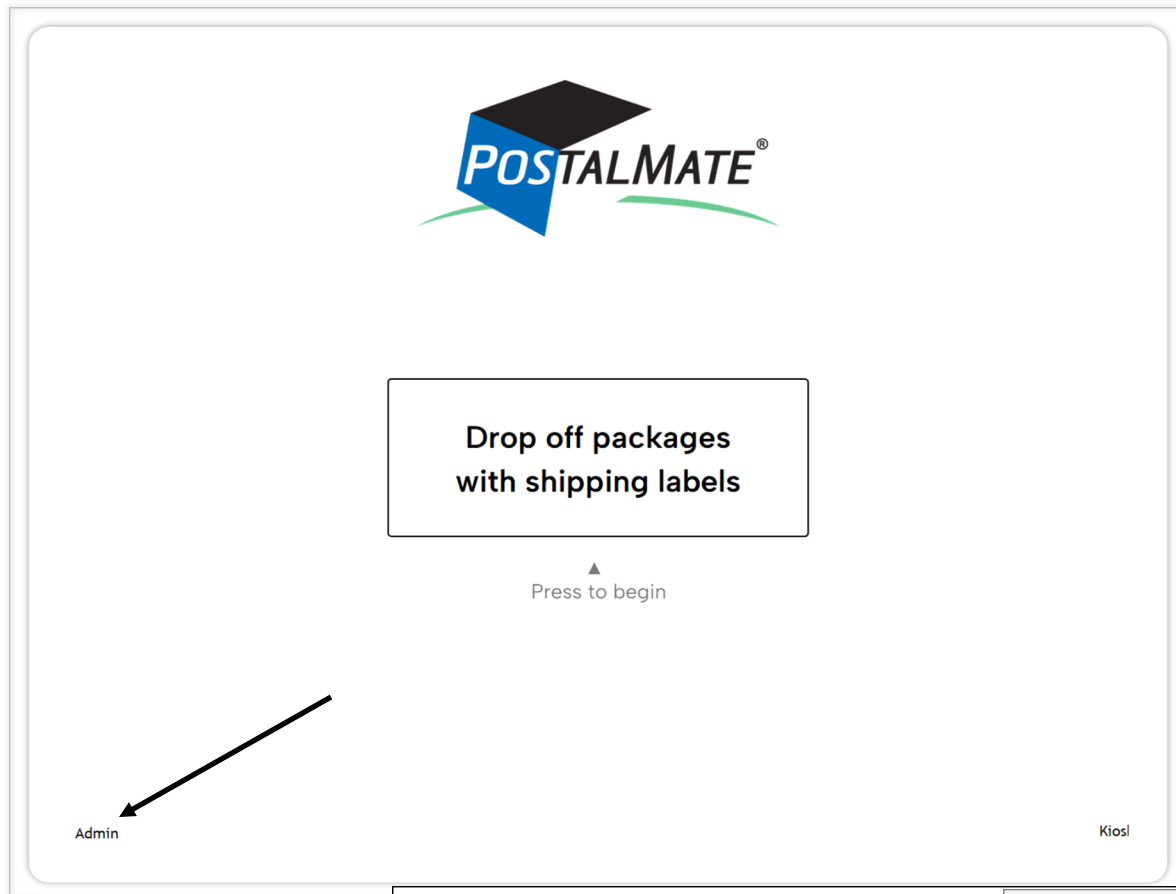 POSTALMATE®
Drop off packages
with shipping labels
▲
Press to begin
Admin